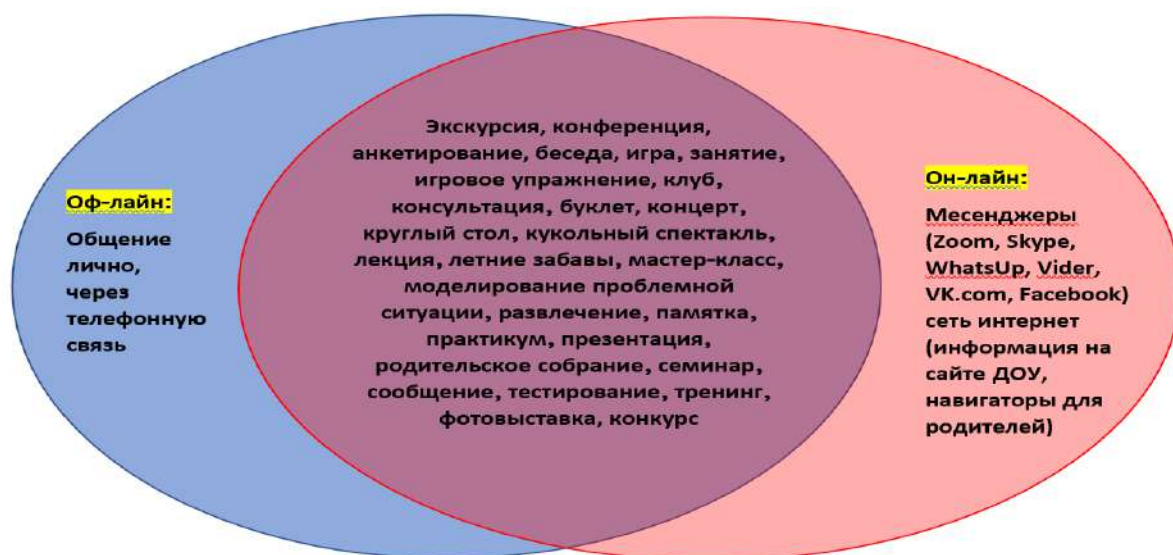 Оф-лайн:
Общение
лично,
через
телефонную
связь
Экскурсия, конференция,
анкетирование, беседа, игра, занятие,
игровое упражнение, клуб,
консультация, буклет, концерт,
круглый стол, кукольный спектакль,
лекция, летние забавы, мастер-класс,
моделирование проблемной
ситуации, развлечение, памятка,
практикум, презентация,
родительское собрание, семинар,
сообщение, тестирование, тренинг,
фотовыставка, конкурс
Он-лайн:
Месенджеры
(Zoom, Skype,
WhatsUp, Vider,
VK.com, Facebook)
сеть интернет
(информация на
сайте ДОУ,
навигаторы для
родителей)